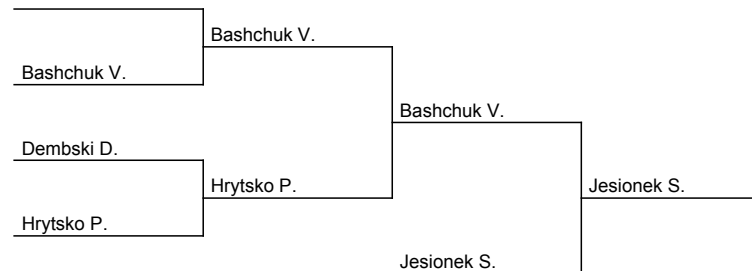 Bashchuk V.
Bashchuk V.
Bashchuk V.
Dembski D.
Hrytsko P.
Jesionek S.
Hrytsko P.
Jesionek S.